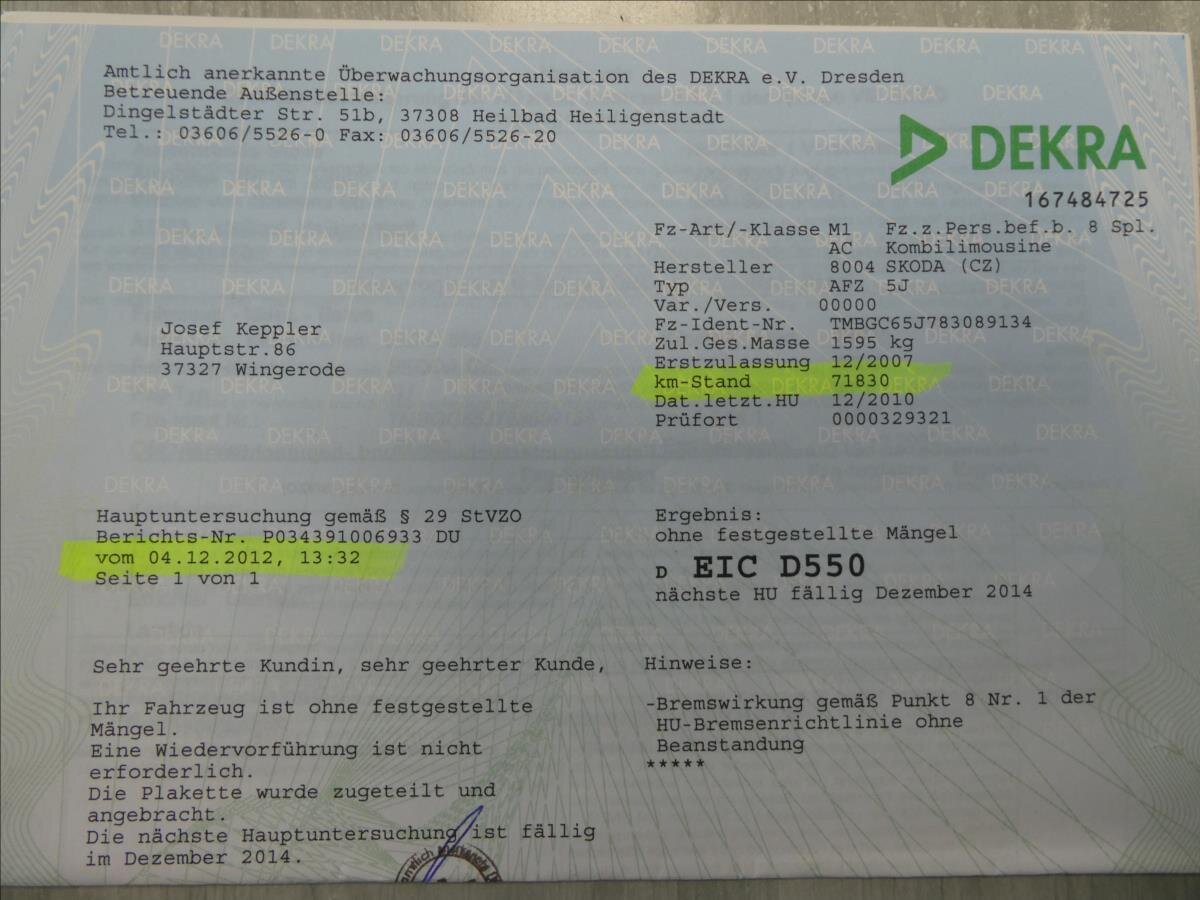 Amtlich anerkannte Überwachungsorganisation des DEKRA e.V. Dresden
Betreuende Außenstelle:
Dingelstädter Str. 51b, 37308 Heilbad Heiligenstadt
Tel.: 03606/5526-0 Fax: 03606/5526-20
DEKRA
167484725
Fz-Art/-Klasse M1 Fz.z.Pers.bef.b. 8 Spl.
AC Kombilimousine
Hersteller 8004 SKODA (CZ)
Typ AFZ 5J
Var./Vers. 00000
Fz-Ident-Nr. TMBGC65J783089134
Zul.Ges.Masse 1595 kg
Erstzulassung 12/2007
km-Stand 71830
Dat.letzt.HU 12/2010
Prüfort 0000329321
Josef Keppler
Hauptstr.86
37327 Wingerode
Hauptuntersuchung gemäß § 29 StVZO
Berichts-Nr. P034391006933 DU
vom 04.12.2012, 13:32
Seite 1 von 1
Ergebnis:
ohne festgestellte Mängel
D EIC D550
nächste HU fällig Dezember 2014
Sehr geehrte Kundin, sehr geehrter Kunde,
Ihr Fahrzeug ist ohne festgestellte
Mängel.
Eine Wiedervorführung ist nicht
erforderlich.
Die Plakette wurde zugeteilt und
angebracht.
Die nächste Hauptuntersuchung ist fällig
im Dezember 2014.
Hinweise:
-Bremswirkung gemäß Punkt 8 Nr. 1 der
HU-Bremsenrichtlinie ohne
Beanstandung
*****